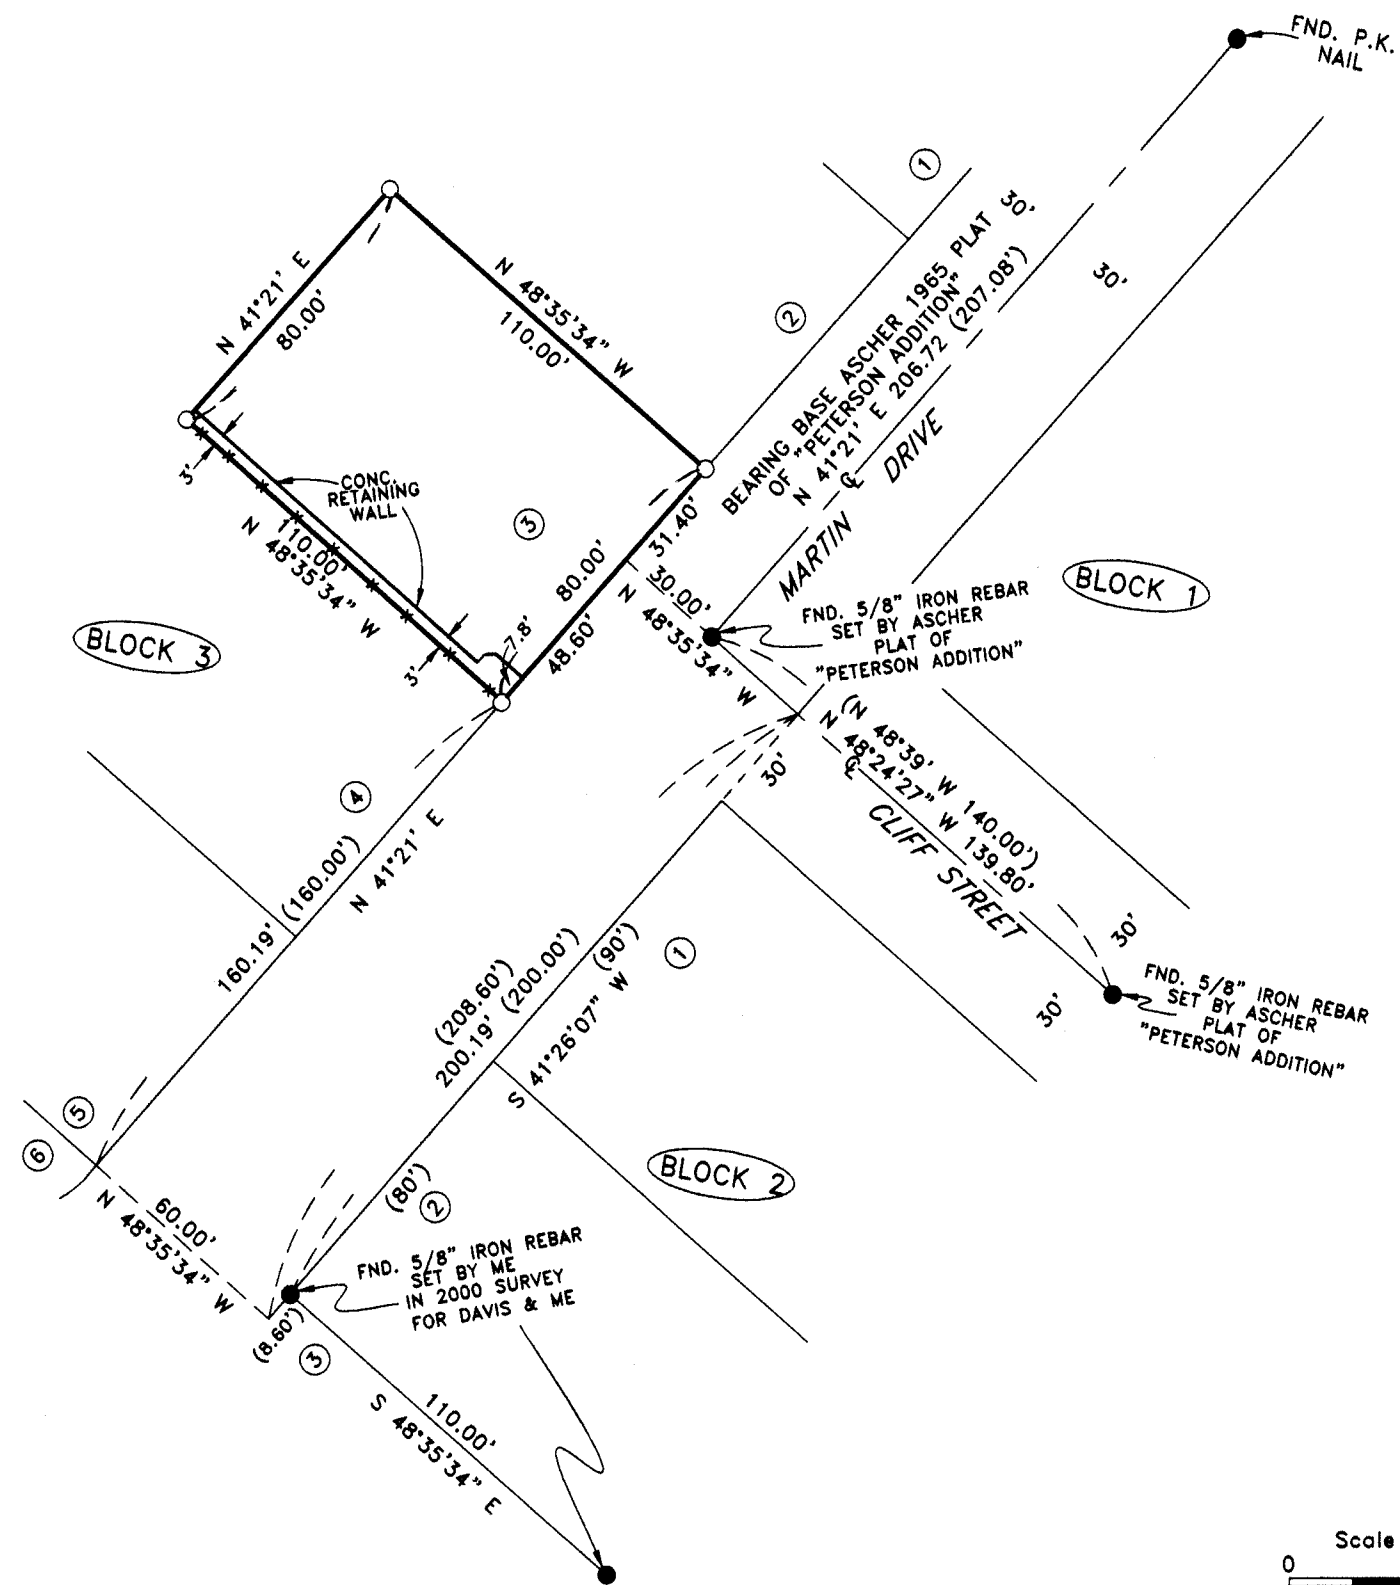 FND. P.K.
NAIL
1
30'
30'
2
BEARING BASE ASCHER 1965 PLAT
OF "PETERSON ADDITION"
N 41°21' E 206.72 (207.08')
N 41°21' E
80.00'
N 48°35'34" W
110.00'
3'
CONC.
RETAINING
WALL
3
110.00'
N 48°35'34" W
31.40'
80.00'
48.60'
7.8'
3'
30.00'
N 48°35'34" W
MARTIN DRIVE
BLOCK 1
FND. 5/8" IRON REBAR
SET BY ASCHER
PLAT OF
"PETERSON ADDITION"
BLOCK 3
(N 48°39' W 140.00')
N 48°24'27" W 139.80'
CLIFF STREET
30'
30'
30'
FND. 5/8" IRON REBAR
SET BY ASCHER
PLAT OF
"PETERSON ADDITION"
4
160.19' (160.00')
N 41°21' E
(208.60')
200.19' (200.00')
(90')
S 41°26'07" W
1
5
6
60.00'
N 48°35'34" W
(80')
2
BLOCK 2
FND. 5/8" IRON REBAR
SET BY ME
IN 2000 SURVEY
FOR DAVIS & ME
(8.60')
3
110.00'
S 48°35'34" E
Scale
0